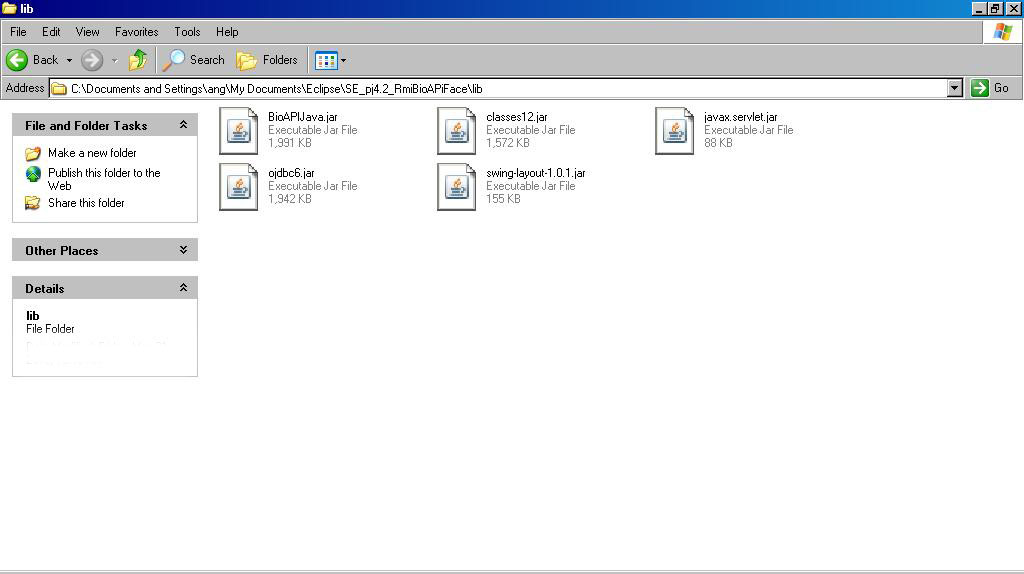 lib
File Edit View Favorites Tools Help
Back Search Folders
Address C:\Documents and Settings\ang\My Documents\Eclipse\SE_pj4.2_RmiBioAPiFace\lib Go
File and Folder Tasks
Make a new folder
Publish this folder to the
Web
Share this folder
Other Places
Details
lib
File Folder
BioAPIJava.jar
Executable Jar File
1,991 KB
classes12.jar
Executable Jar File
1,572 KB
javax.servlet.jar
Executable Jar File
88 KB
ojdbc6.jar
Executable Jar File
1,942 KB
swing-layout-1.0.1.jar
Executable Jar File
155 KB